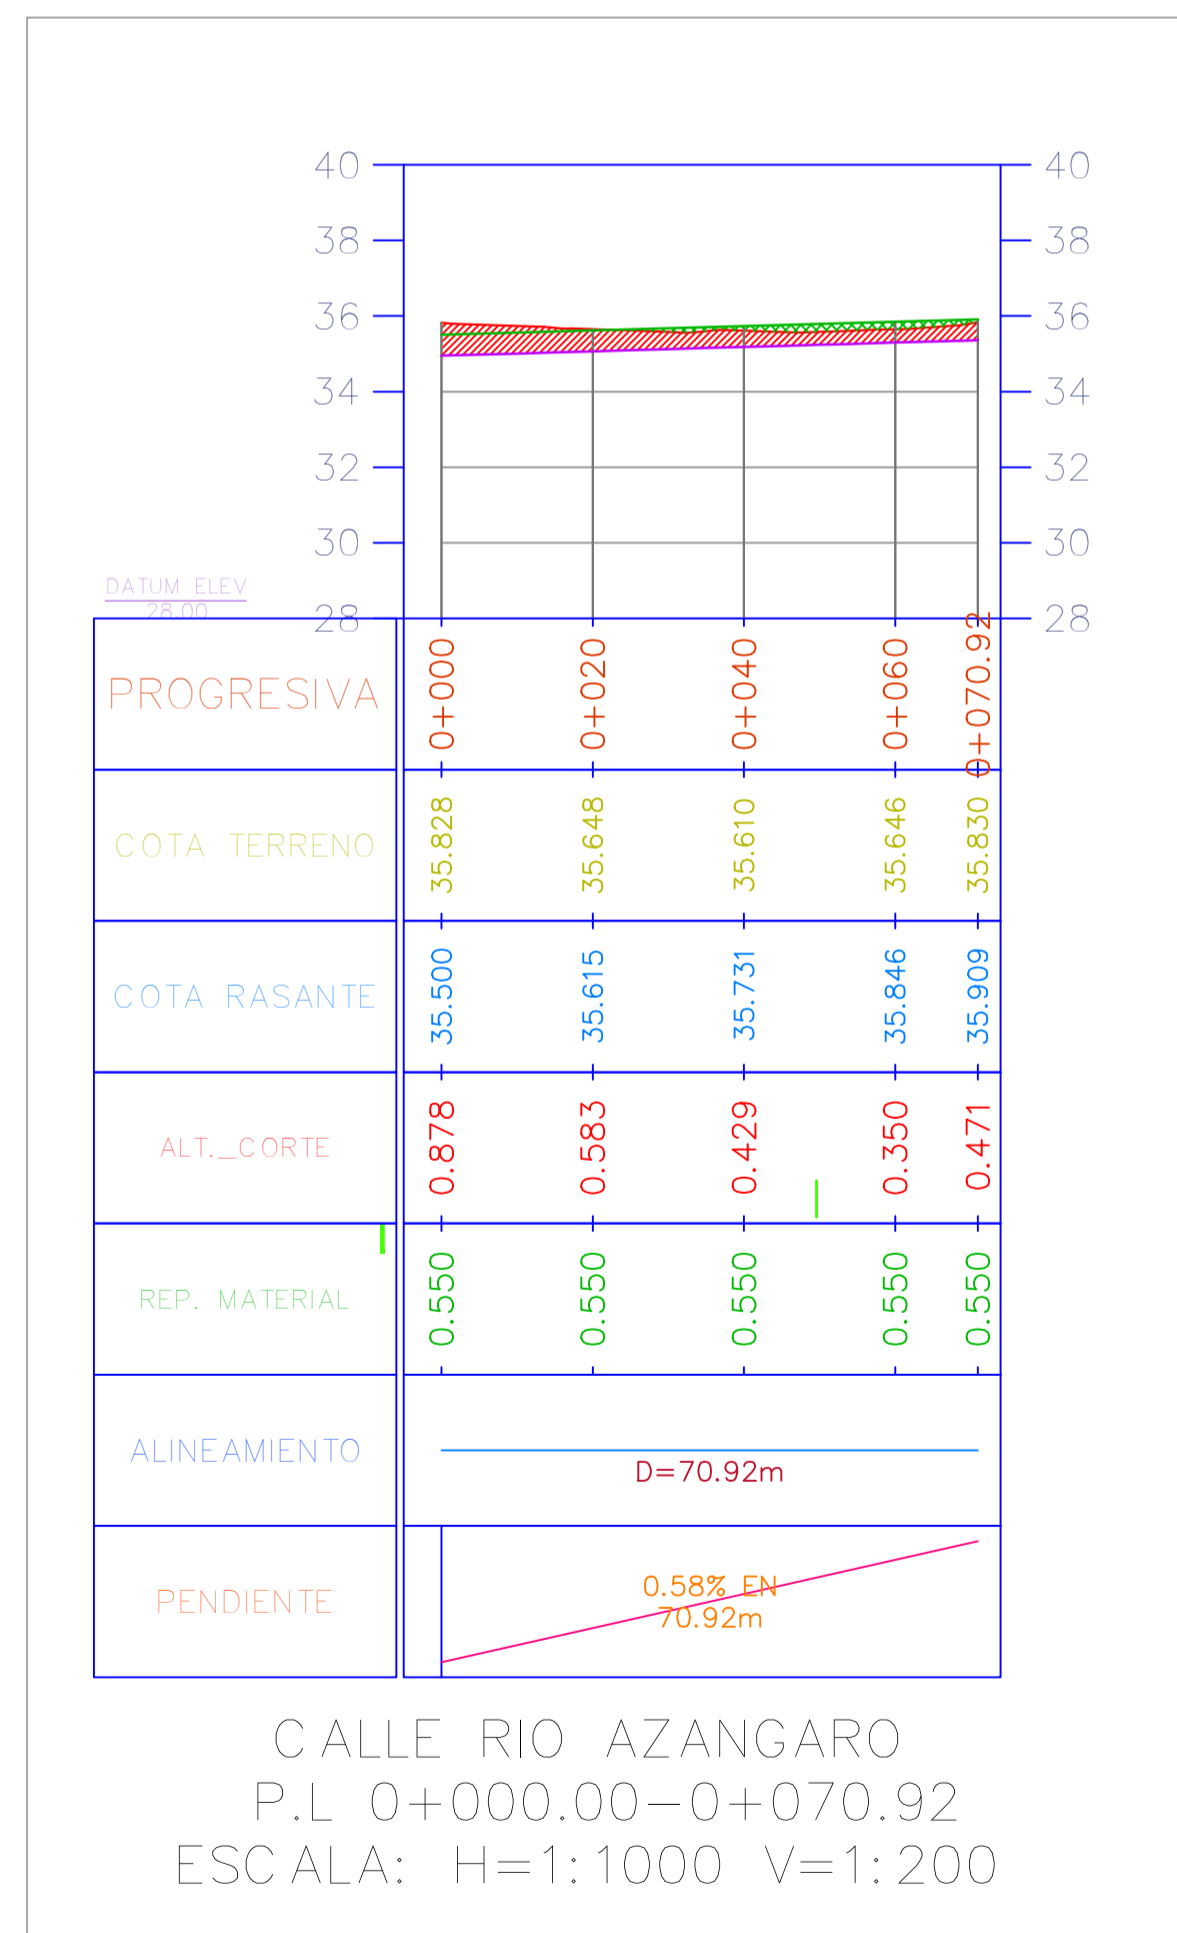 40 40
38 38
36 36
34 34
32 32
30 30
DATUM ELEV
28.00
28 28
PROGRESIVA 0+000 0+020 0+040 0+060 0+070.92
COTA TERRENO 35.828 35.648 35.610 35.646 35.830
COTA RASANTE 35.500 35.615 35.731 35.846 35.909
ALT._CORTE 0.878 0.583 0.429 0.350 0.471
REP. MATERIAL 0.550 0.550 0.550 0.550 0.550
ALINEAMIENTO
D=70.92m
PENDIENTE
0.58% EN
70.92m
CALLE RIO AZANGARO
P.L 0+000.00-0+070.92
ESCALA: H=1:1000 V=1:200